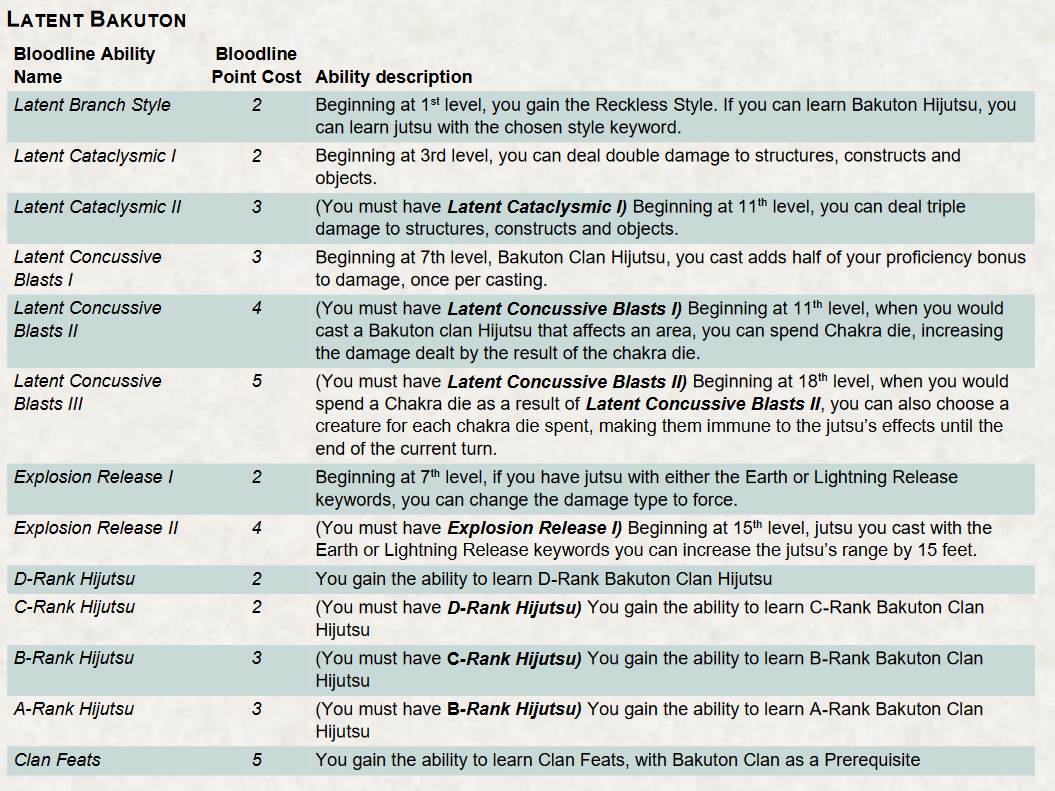 LATENT BAKUTON
Bloodline Ability Name Bloodline Point Cost Ability description
Latent Branch Style 2 Beginning at 1st level, you gain the Reckless Style. If you can learn Bakuton Hijutsu, you
can learn jutsu with the chosen style keyword.
Latent Cataclysmic I 2 Beginning at 3rd level, you can deal double damage to structures, constructs and
objects.
Latent Cataclysmic II 3 (You must have Latent Cataclysmic I) Beginning at 11th level, you can deal triple
damage to structures, constructs and objects.
Latent Concussive Blasts I 3 Beginning at 7th level, Bakuton Clan Hijutsu, you cast adds half of your proficiency bonus
to damage, once per casting.
Latent Concussive Blasts II 4 (You must have Latent Concussive Blasts I) Beginning at 11th level, when you would
cast a Bakuton clan Hijutsu that affects an area, you can spend Chakra die, increasing
the damage dealt by the result of the chakra die.
Latent Concussive Blasts III 5 (You must have Latent Concussive Blasts II) Beginning at 18th level, when you would
spend a Chakra die as a result of Latent Concussive Blasts II, you can also choose a
creature for each chakra die spent, making them immune to the jutsu's effects until the
end of the current turn.
Explosion Release I 2 Beginning at 7th level, if you have jutsu with either the Earth or Lightning Release
keywords, you can change the damage type to force.
Explosion Release II 4 (You must have Explosion Release I) Beginning at 15th level, jutsu you cast with the
Earth or Lightning Release keywords you can increase the jutsu's range by 15 feet.
D-Rank Hijutsu 2 You gain the ability to learn D-Rank Bakuton Clan Hijutsu
C-Rank Hijutsu 2 (You must have D-Rank Hijutsu) You gain the ability to learn C-Rank Bakuton Clan
Hijutsu
B-Rank Hijutsu 3 (You must have C-Rank Hijutsu) You gain the ability to learn B-Rank Bakuton Clan
Hijutsu
A-Rank Hijutsu 3 (You must have B-Rank Hijutsu) You gain the ability to learn A-Rank Bakuton Clan
Hijutsu
Clan Feats 5 You gain the ability to learn Clan Feats, with Bakuton Clan as a Prerequisite